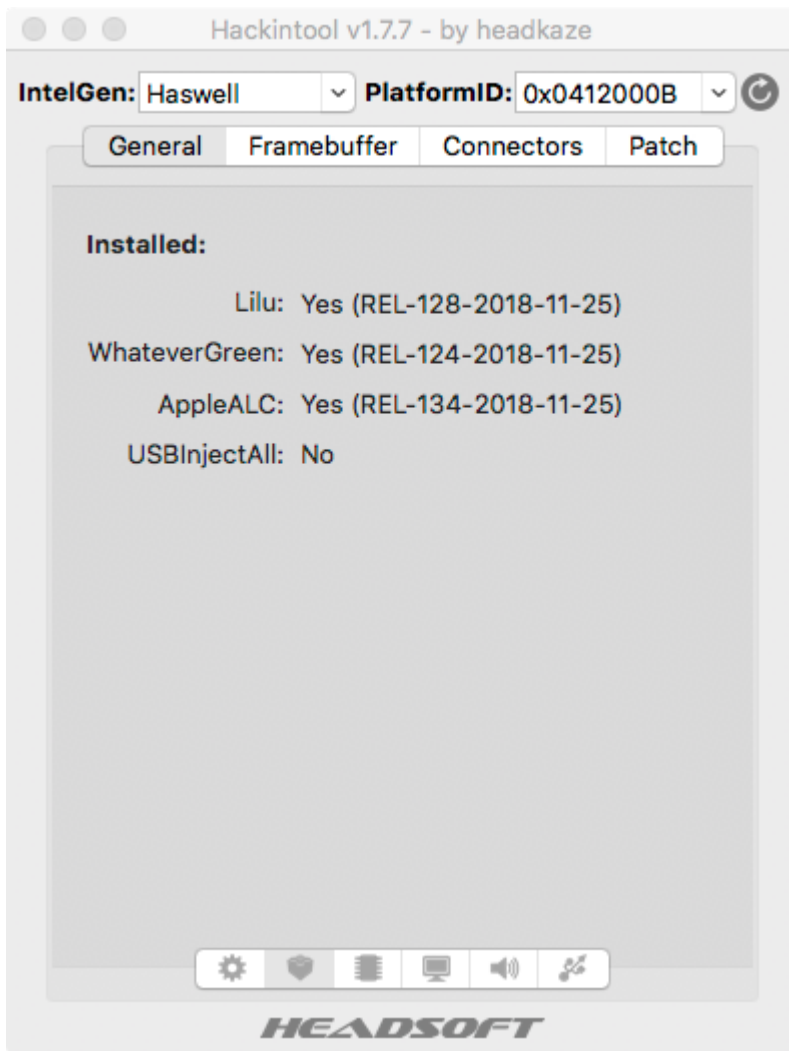 Hackintool v1.7.7 - by headkaze
IntelGen: Haswell PlatformID: 0x0412000B
General Framebuffer Connectors Patch
Installed:
Lilu: Yes (REL-128-2018-11-25)
WhateverGreen: Yes (REL-124-2018-11-25)
AppleALC: Yes (REL-134-2018-11-25)
USBInjectAll: No
HEADSOFT